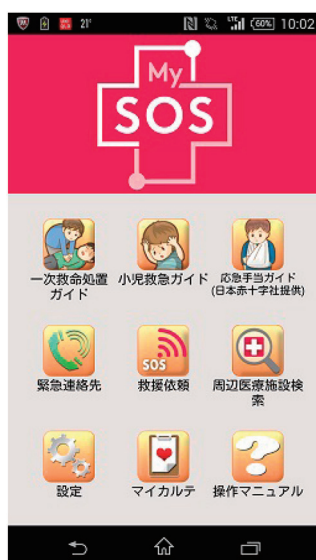 21°
LTE
60%
10:02
My
SOS
一次救命処置
ガイド
小児救急ガイド
応急手当ガイド
(日本赤十字社提供)
緊急連絡先
SOS
救援依頼
周辺医療施設検
索
設定
マイカルテ
操作マニュアル